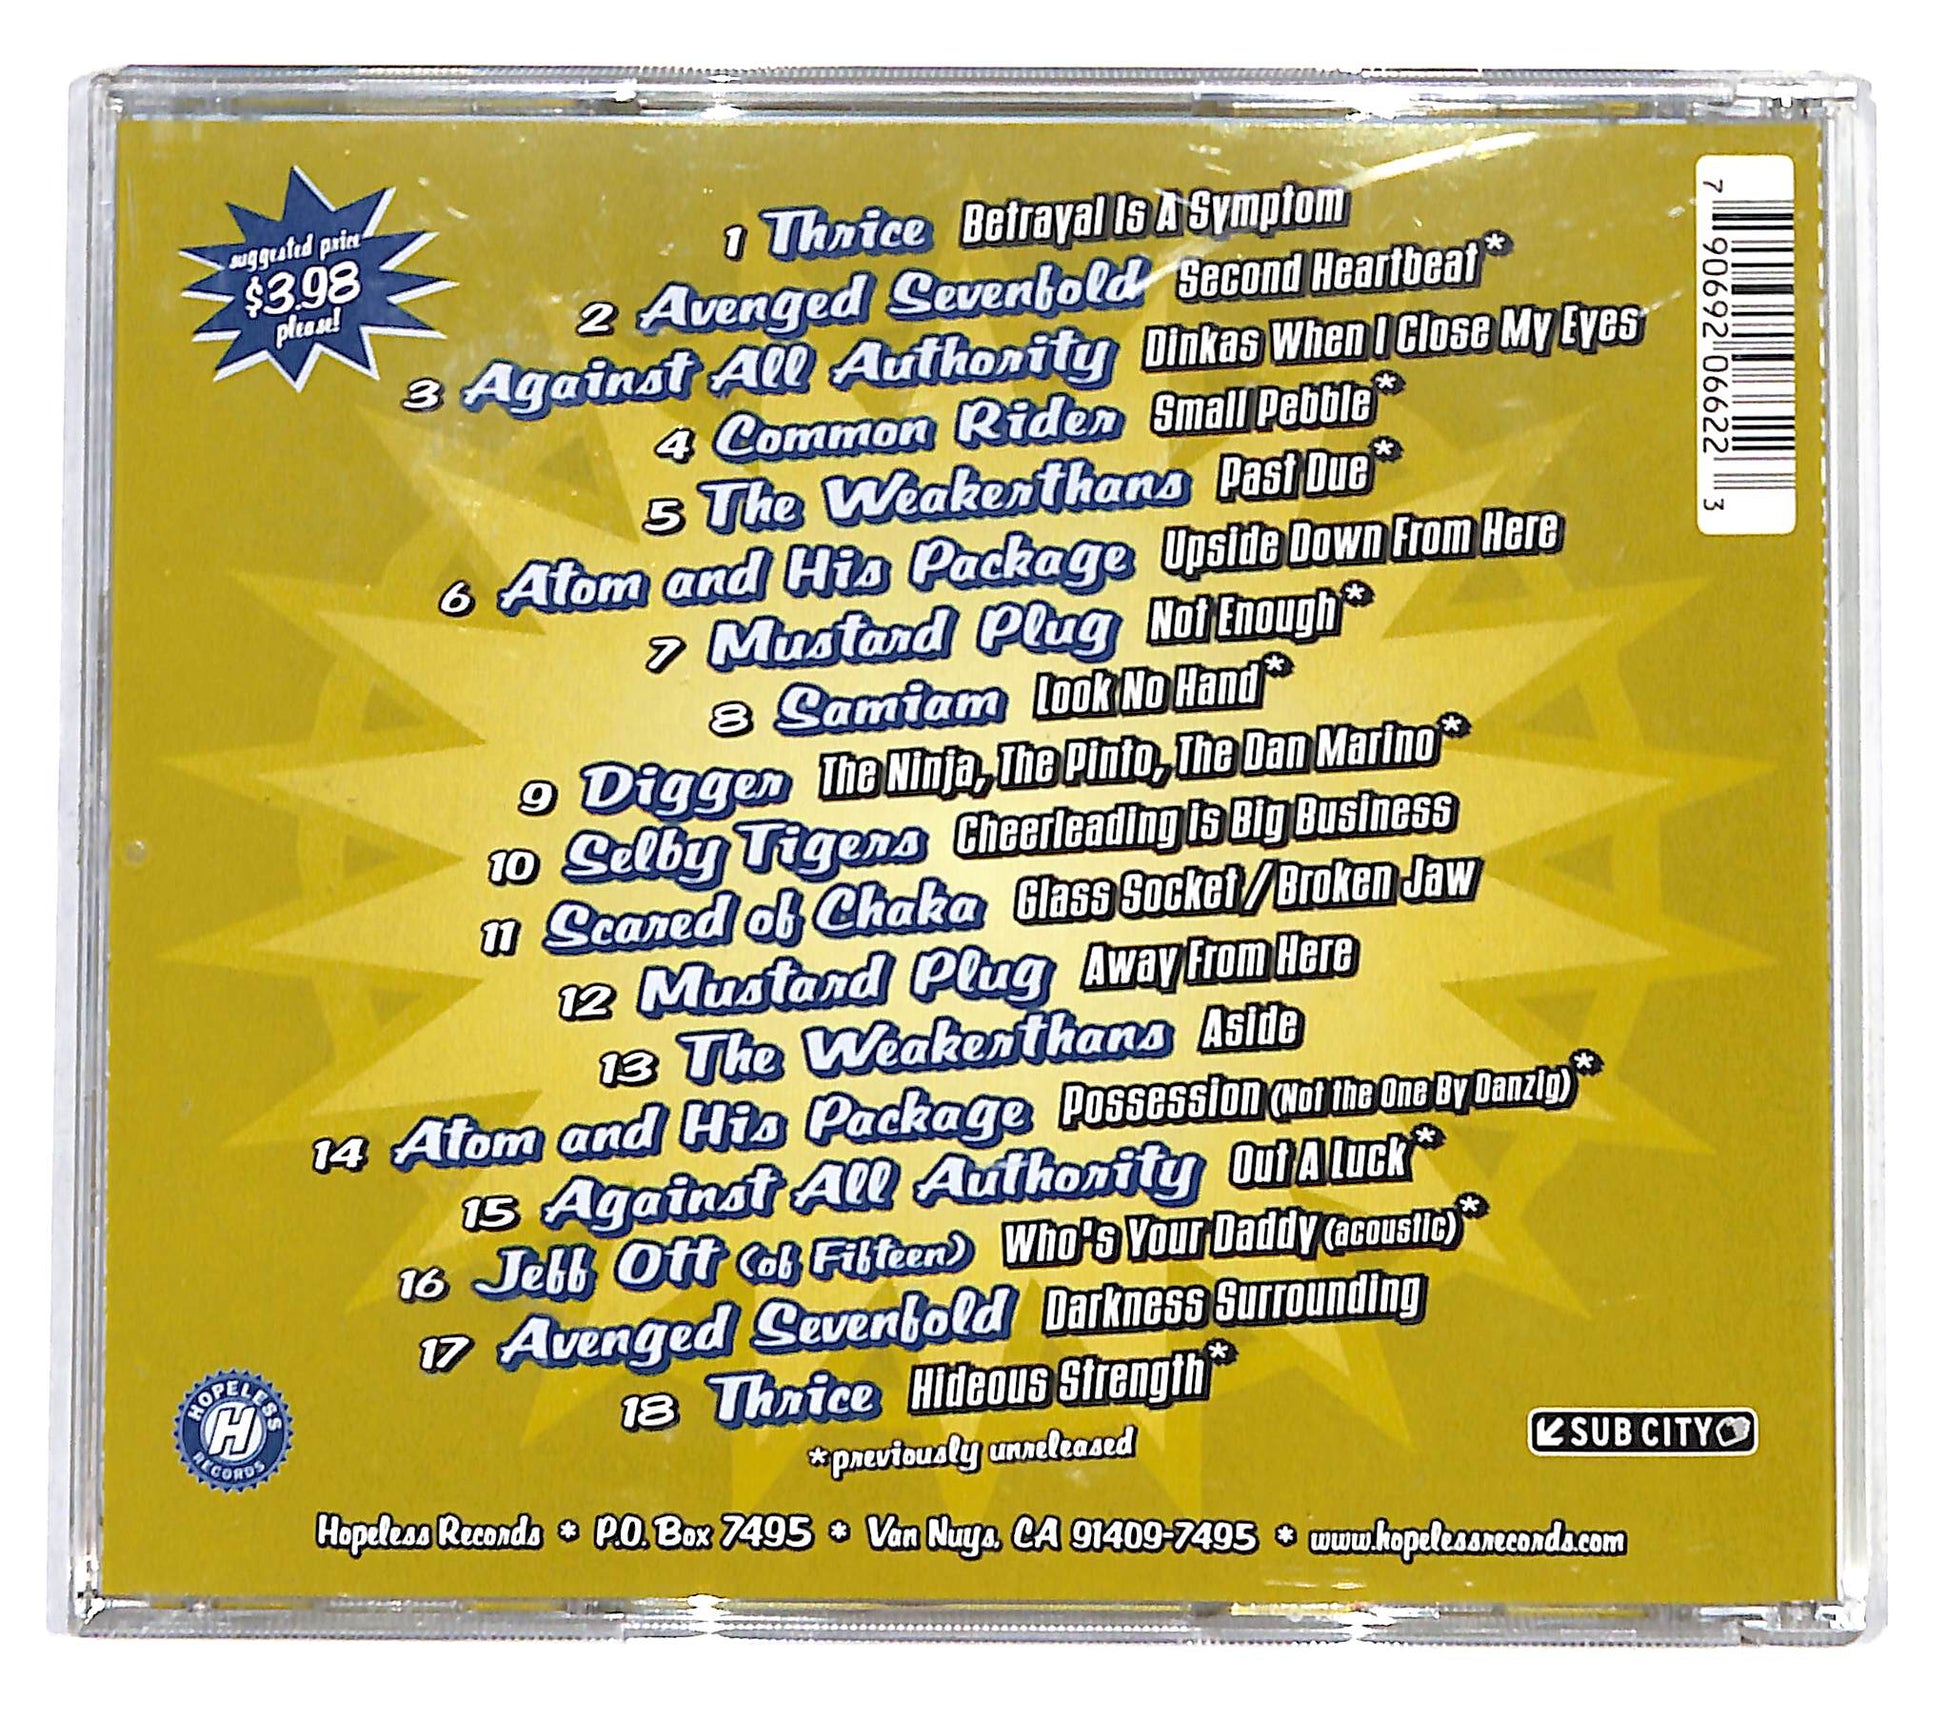 suggested price
$3.98
please!
1 Thrice Betrayal Is A Symptom
2 Avenged Sevenfold Second Heartbeat*
3 Against All Authority Dinkas When I Close My Eyes
4 Common Rider Small Pebble*
5 The Weakerthans Past Due*
6 Atom and His Package Upside Down From Here
7 Mustard Plug Not Enough*
8 Samiam Look No Hand*
9 Digger The Ninja, The Pinto, The Dan Marino*
10 Selby Tigers Cheerleading is Big Business
11 Scared of Chaka Glass Socket / Broken Jaw
12 Mustard Plug Away From Here
13 The Weakerthans Aside
14 Atom and His Package Possession (Not the One By Danzig)*
15 Against All Authority Out A Luck*
16 Jeff Ott (of Fifteen) Who's Your Daddy (acoustic)*
17 Avenged Sevenfold Darkness Surrounding
18 Thrice Hideous Strength*
*previously unreleased
7 90692 06622 3
HOPELESS
H
RECORDS
SUB CITY
Hopeless Records * P.O. Box 7495 * Van Nuys, CA 91409-7495 * www.hopelessrecords.com